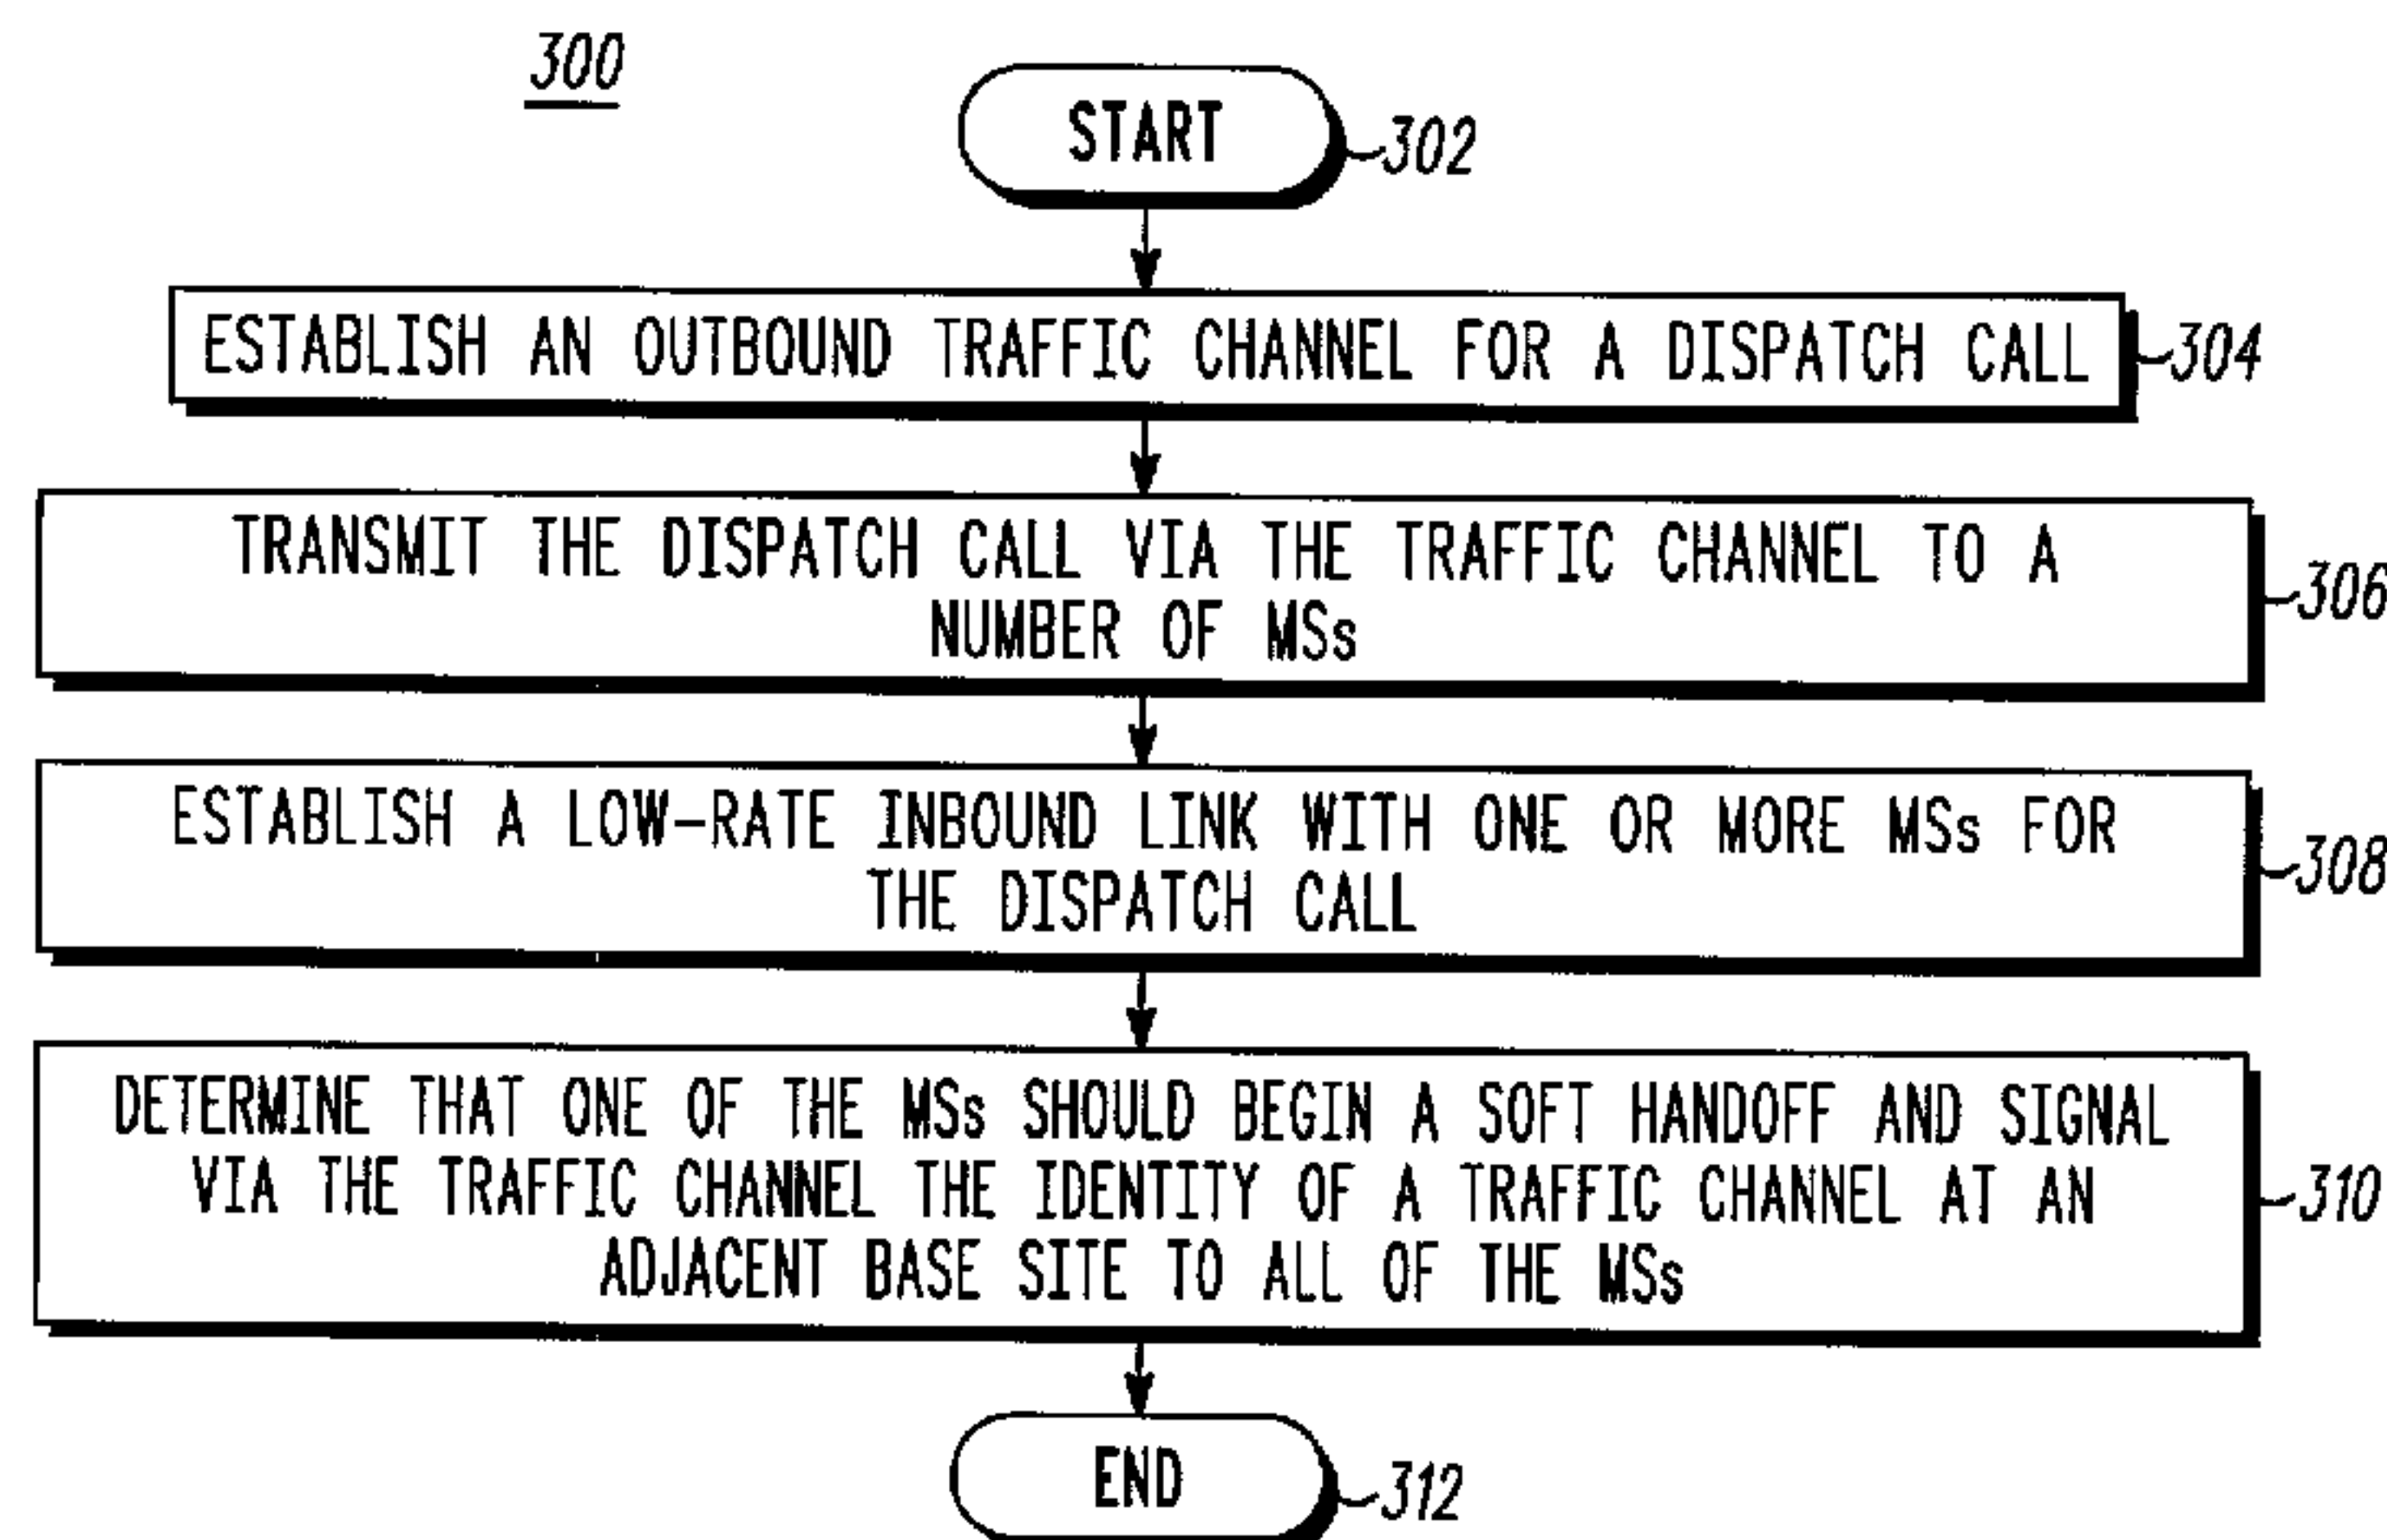 300
START
302
ESTABLISH AN OUTBOUND TRAFFIC CHANNEL FOR A DISPATCH CALL
304
TRANSMIT THE DISPATCH CALL VIA THE TRAFFIC CHANNEL TO A
NUMBER OF MSs
306
ESTABLISH A LOW-RATE INBOUND LINK WITH ONE OR MORE MSs FOR
THE DISPATCH CALL
308
DETERMINE THAT ONE OF THE MSs SHOULD BEGIN A SOFT HANDOFF AND SIGNAL
VIA THE TRAFFIC CHANNEL THE IDENTITY OF A TRAFFIC CHANNEL AT AN
ADJACENT BASE SITE TO ALL OF THE MSs
310
END
312